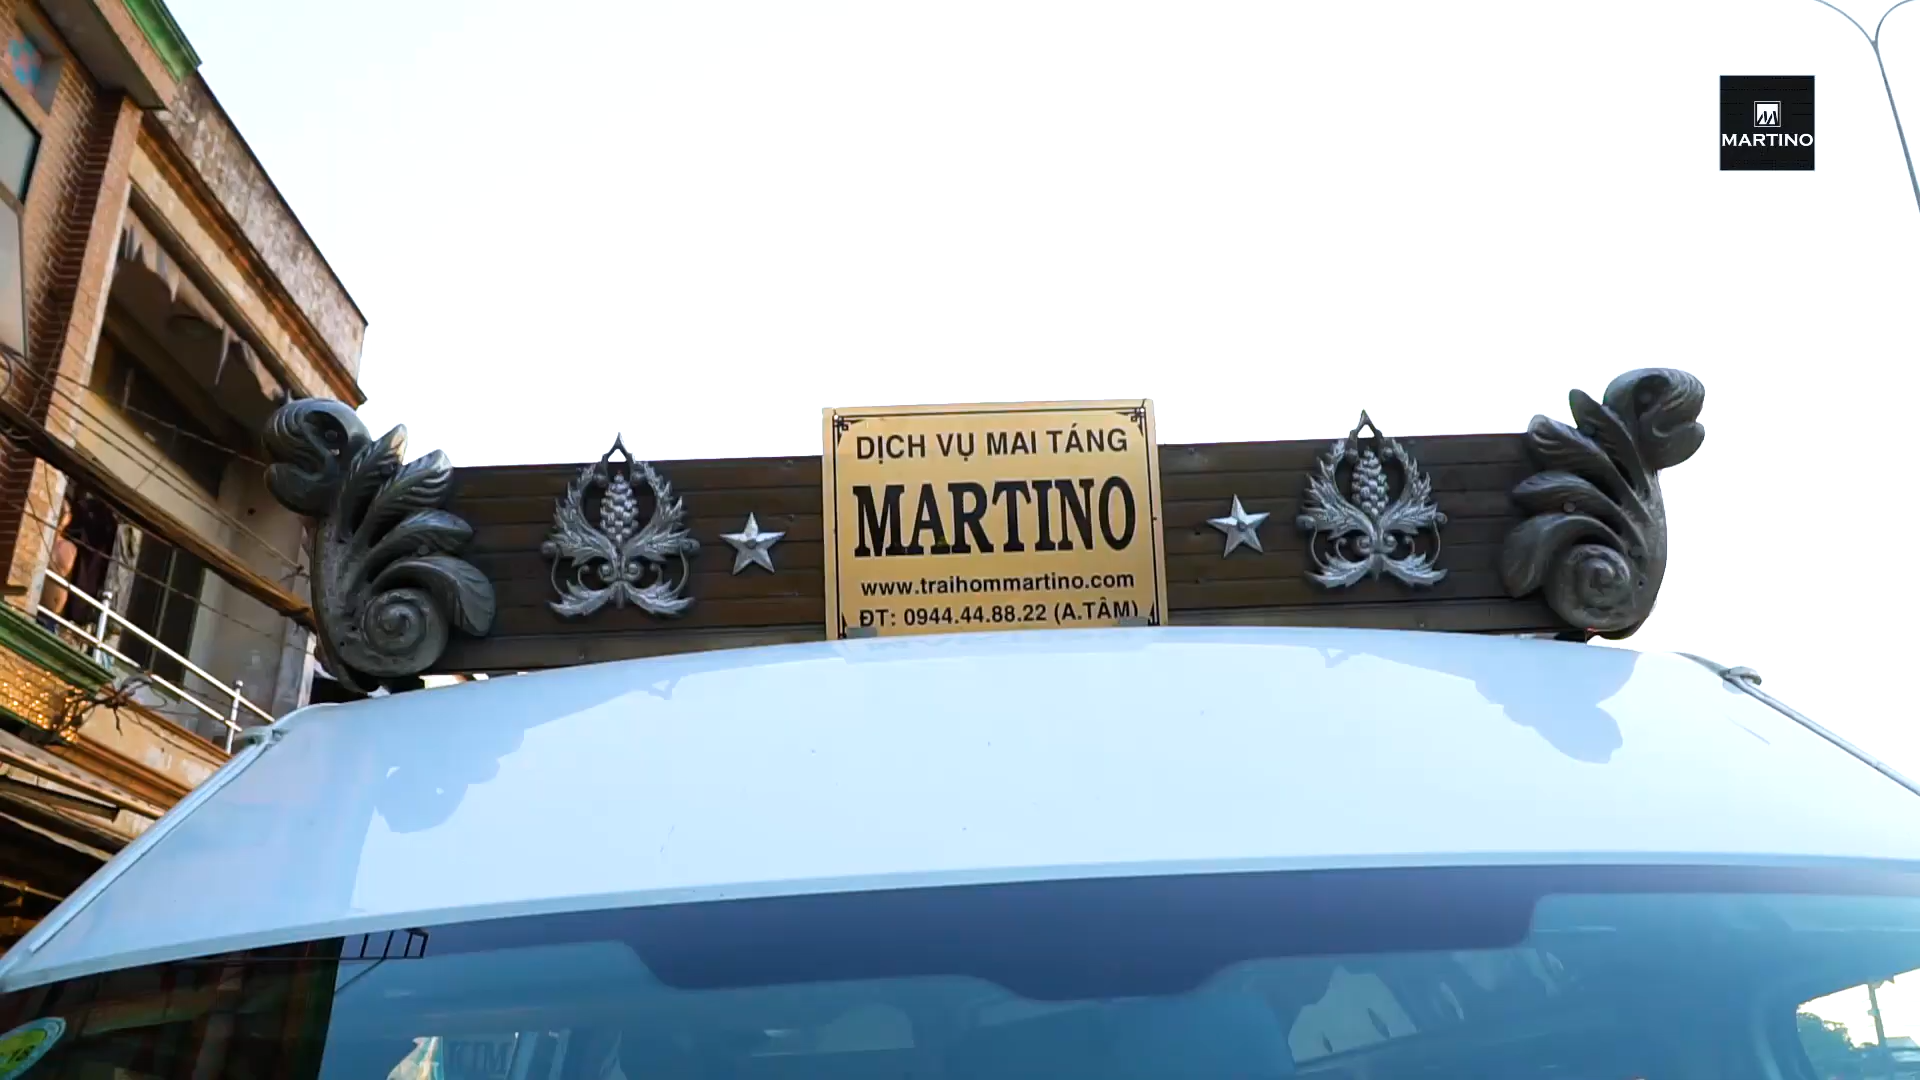 MARTINO
DỊCH VỤ MAI TÁNG
MARTINO
www.traihommartino.com
ĐT: 0944.44.88.22 (A.TÂM)